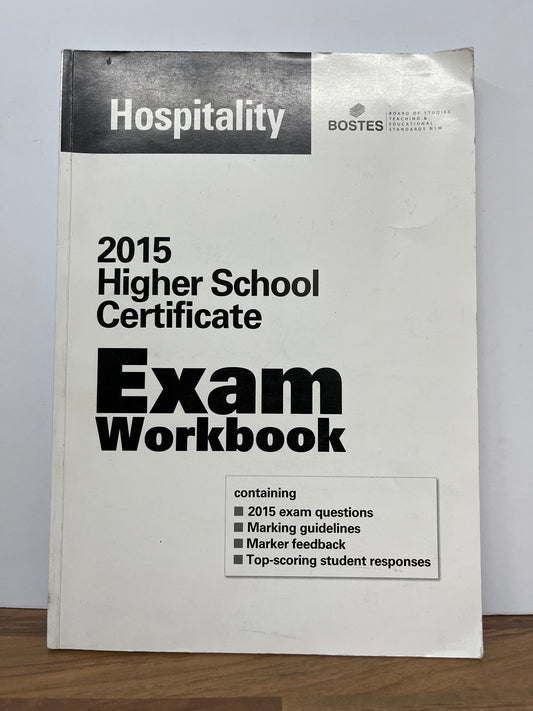 Hospitality
BOSTES
BOARD OF STUDIES
TEACHING &
EDUCATIONAL
STANDARDS NSW
2015
Higher School
Certificate
Exam
Workbook
containing
2015 exam questions
Marking guidelines
Marker feedback
Top-scoring student responses